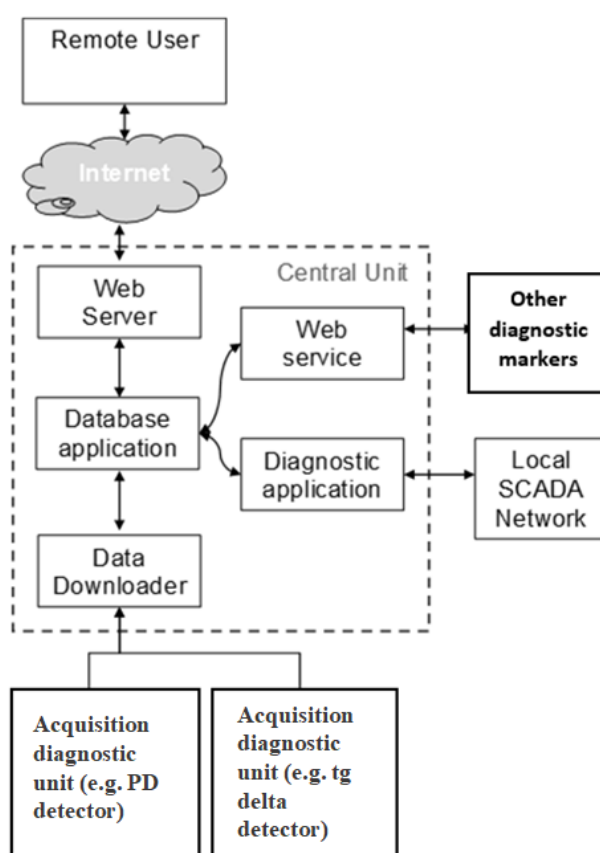 Remote User
Internet
Central Unit
Web
Server
Web
service
Other
diagnostic
markers
Database
application
Diagnostic
application
Local
SCADA
Network
Data
Downloader
Acquisition
diagnostic
unit (e.g. PD
detector)
Acquisition
diagnostic
unit (e.g. tg
delta
detector)